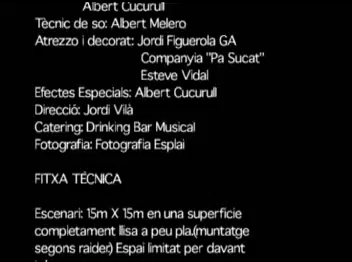 Albert Cucurull
Tècnic de so: Albert Melero
Atrezzo i decorat: Jordi Figuerola GA
Companyia "Pa Sucat"
Esteve Vidal
Efectes Especials: Albert Cucurull
Direcció: Jordi Vilà
Catering: Drinking Bar Musical
Fotografia: Fotografia Esplai
FITXA TÈCNICA
Escenari: 15m X 15m en una superfície
completament llisa a peu pla.(muntatge
segons raider) Espai limitat per davant